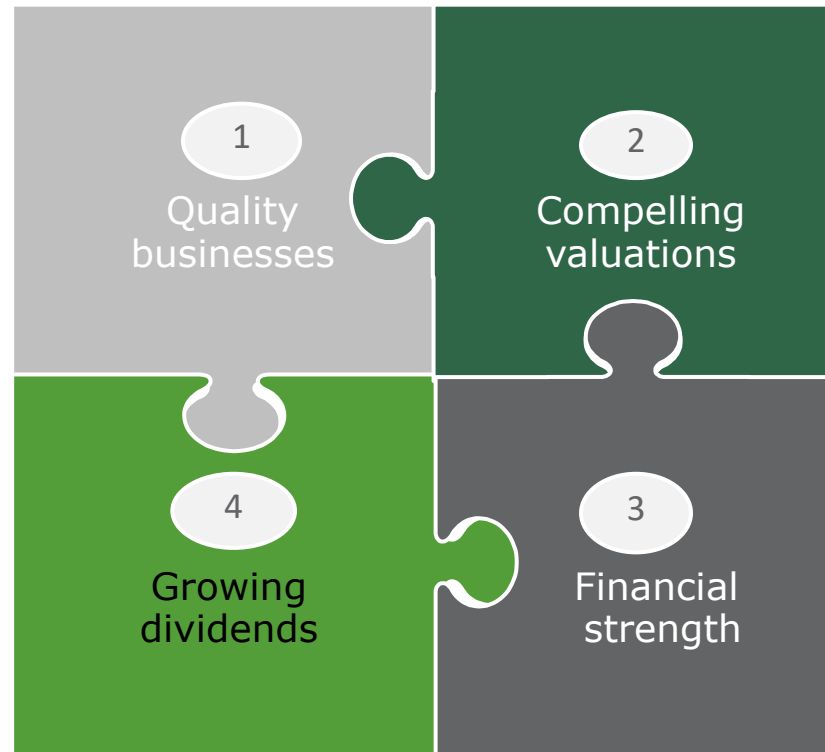 1
Quality
businesses
2
Compelling
valuations
4
Growing
dividends
3
Financial
strength